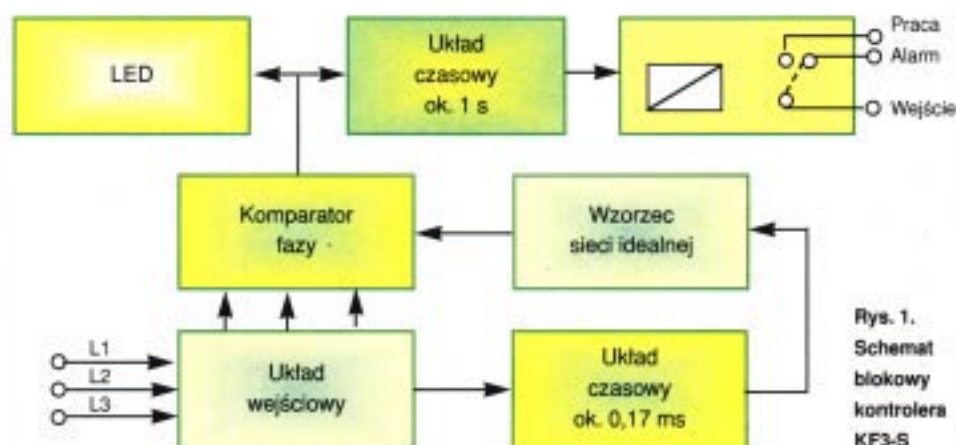 LED
Układ
czasowy
ok. 1 s
Praca
Alarm
Wejście
Komparator
fazy
Wzorzec
sieci idealnej
L1
L2
L3
Układ
wejściowy
Układ
czasowy
ok. 0,17 ms
Rys. 1.
Schemat
blokowy
kontrolera
KF3-S